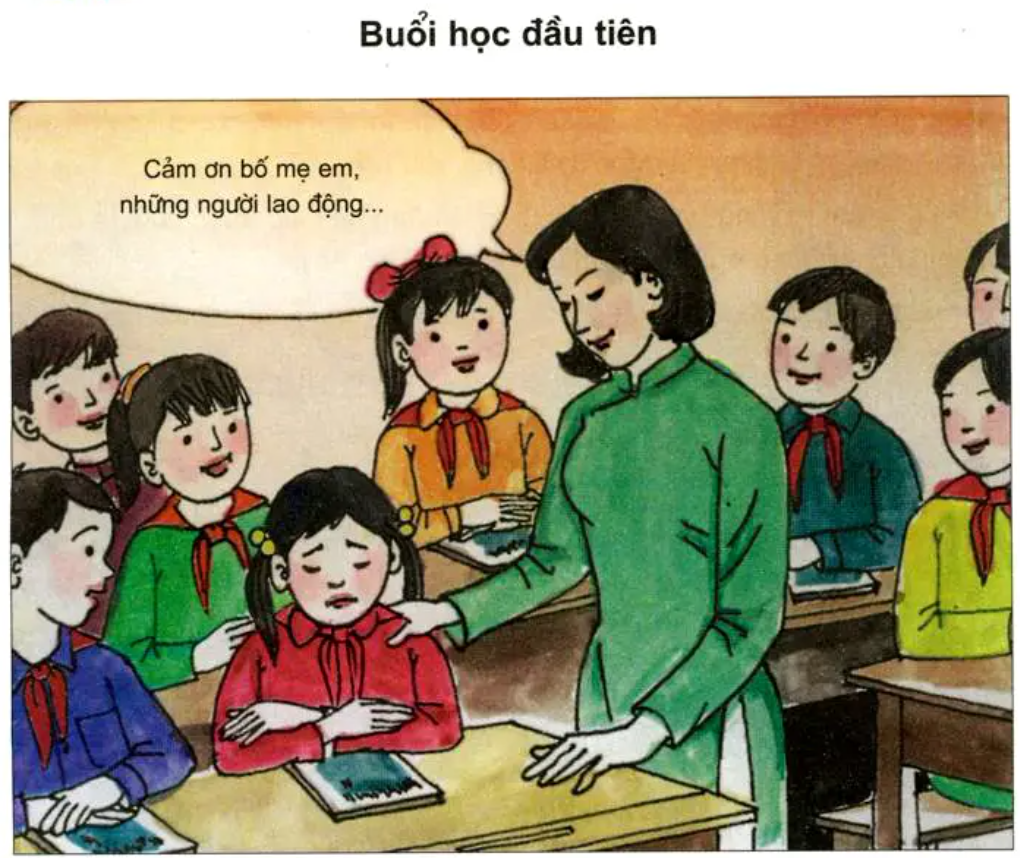 Buổi học đầu tiên
Cảm ơn bố mẹ em,
những người lao động...